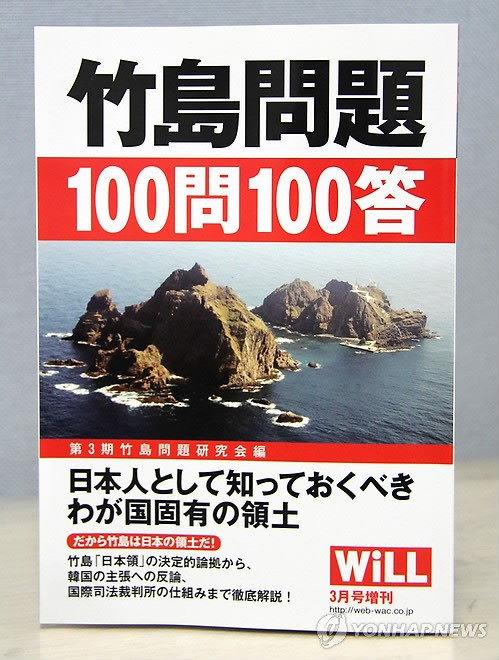 竹島問題
100問100答
第3期竹島問題研究会編
日本人として知っておくべき
わが国固有の領土
だから竹島は日本の領土だ!
竹島「日本領」の決定的論拠から、
韓国の主張への反論、
国際司法裁判所の仕組みまで徹底解説!
WiLL
3月号増刊
http://web-wac.co.jp
YONHAPNEWS